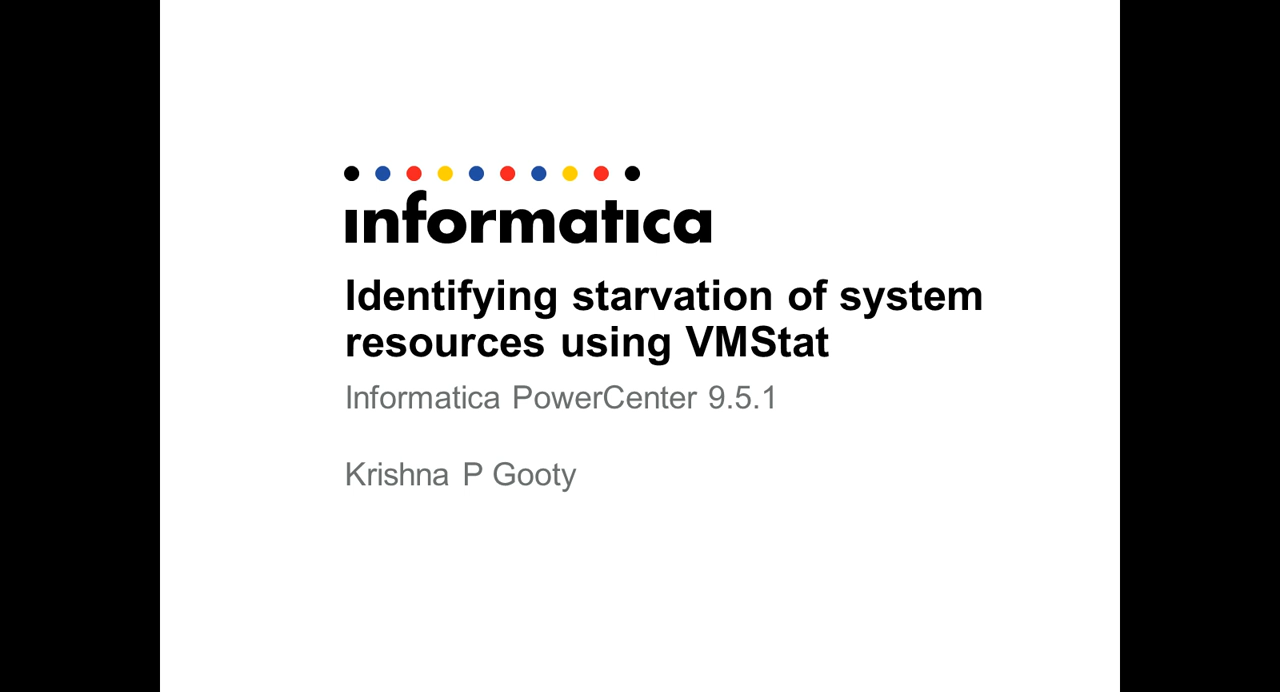 informatica
Identifying starvation of system
resources using VMStat
Informatica PowerCenter 9.5.1
Krishna P Gooty